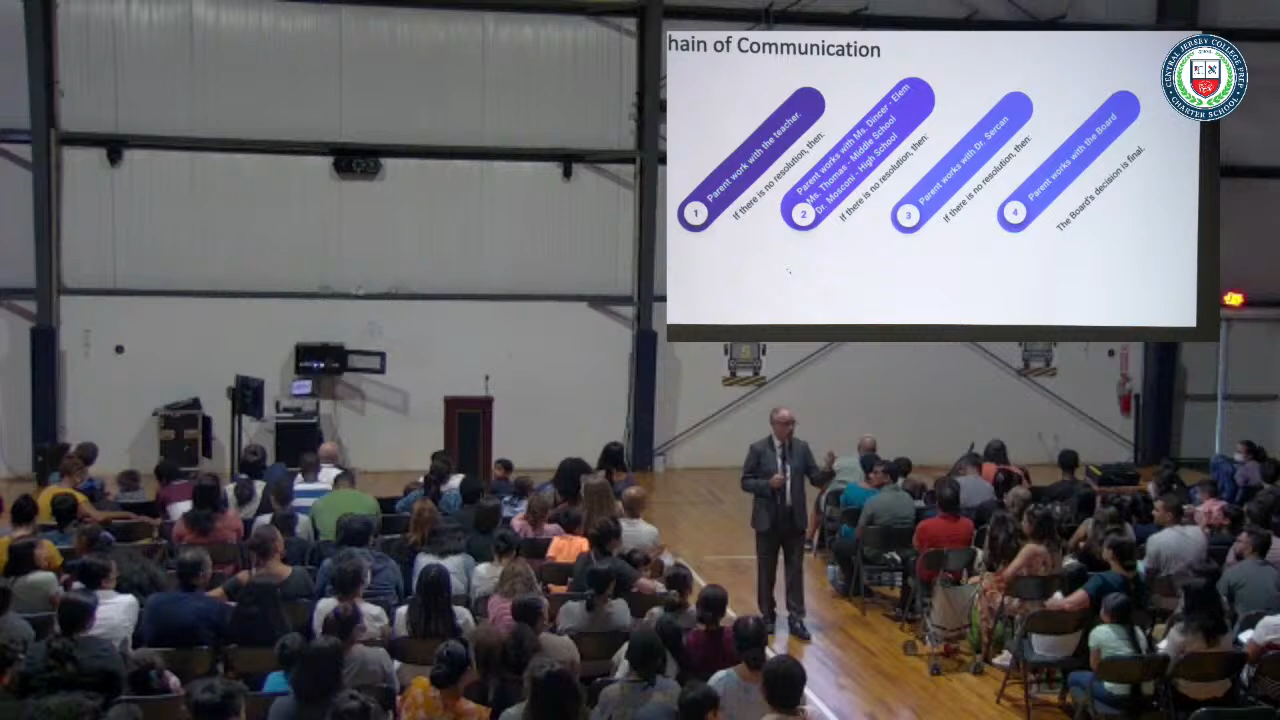 hain of Communication
1
Parent work with the teacher.
If there is no resolution, then:
2
Parent works with Ms. Dincer - Elem
Ms. Thomas - Middle School
Dr. Mosconi - High School
If there is no resolution, then:
3
Parent works with Dr. Sercan
If there is no resolution, then:
4
Parent works with the Board
The Board's decision is final.
CENTRAL JERSEY COLLEGE PREP
CHARTER SCHOOL